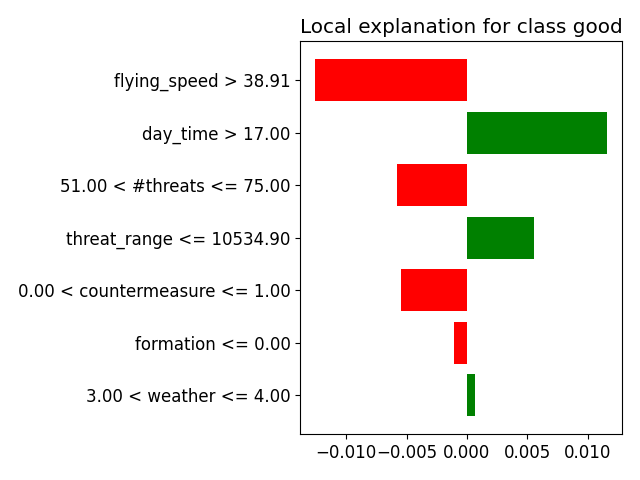 Local explanation for class good
flying_speed > 38.91
day_time > 17.00
51.00 < #threats <= 75.00
threat_range <= 10534.90
0.00 < countermeasure <= 1.00
formation <= 0.00
3.00 < weather <= 4.00
−0.010 −0.005 0.000 0.005 0.010